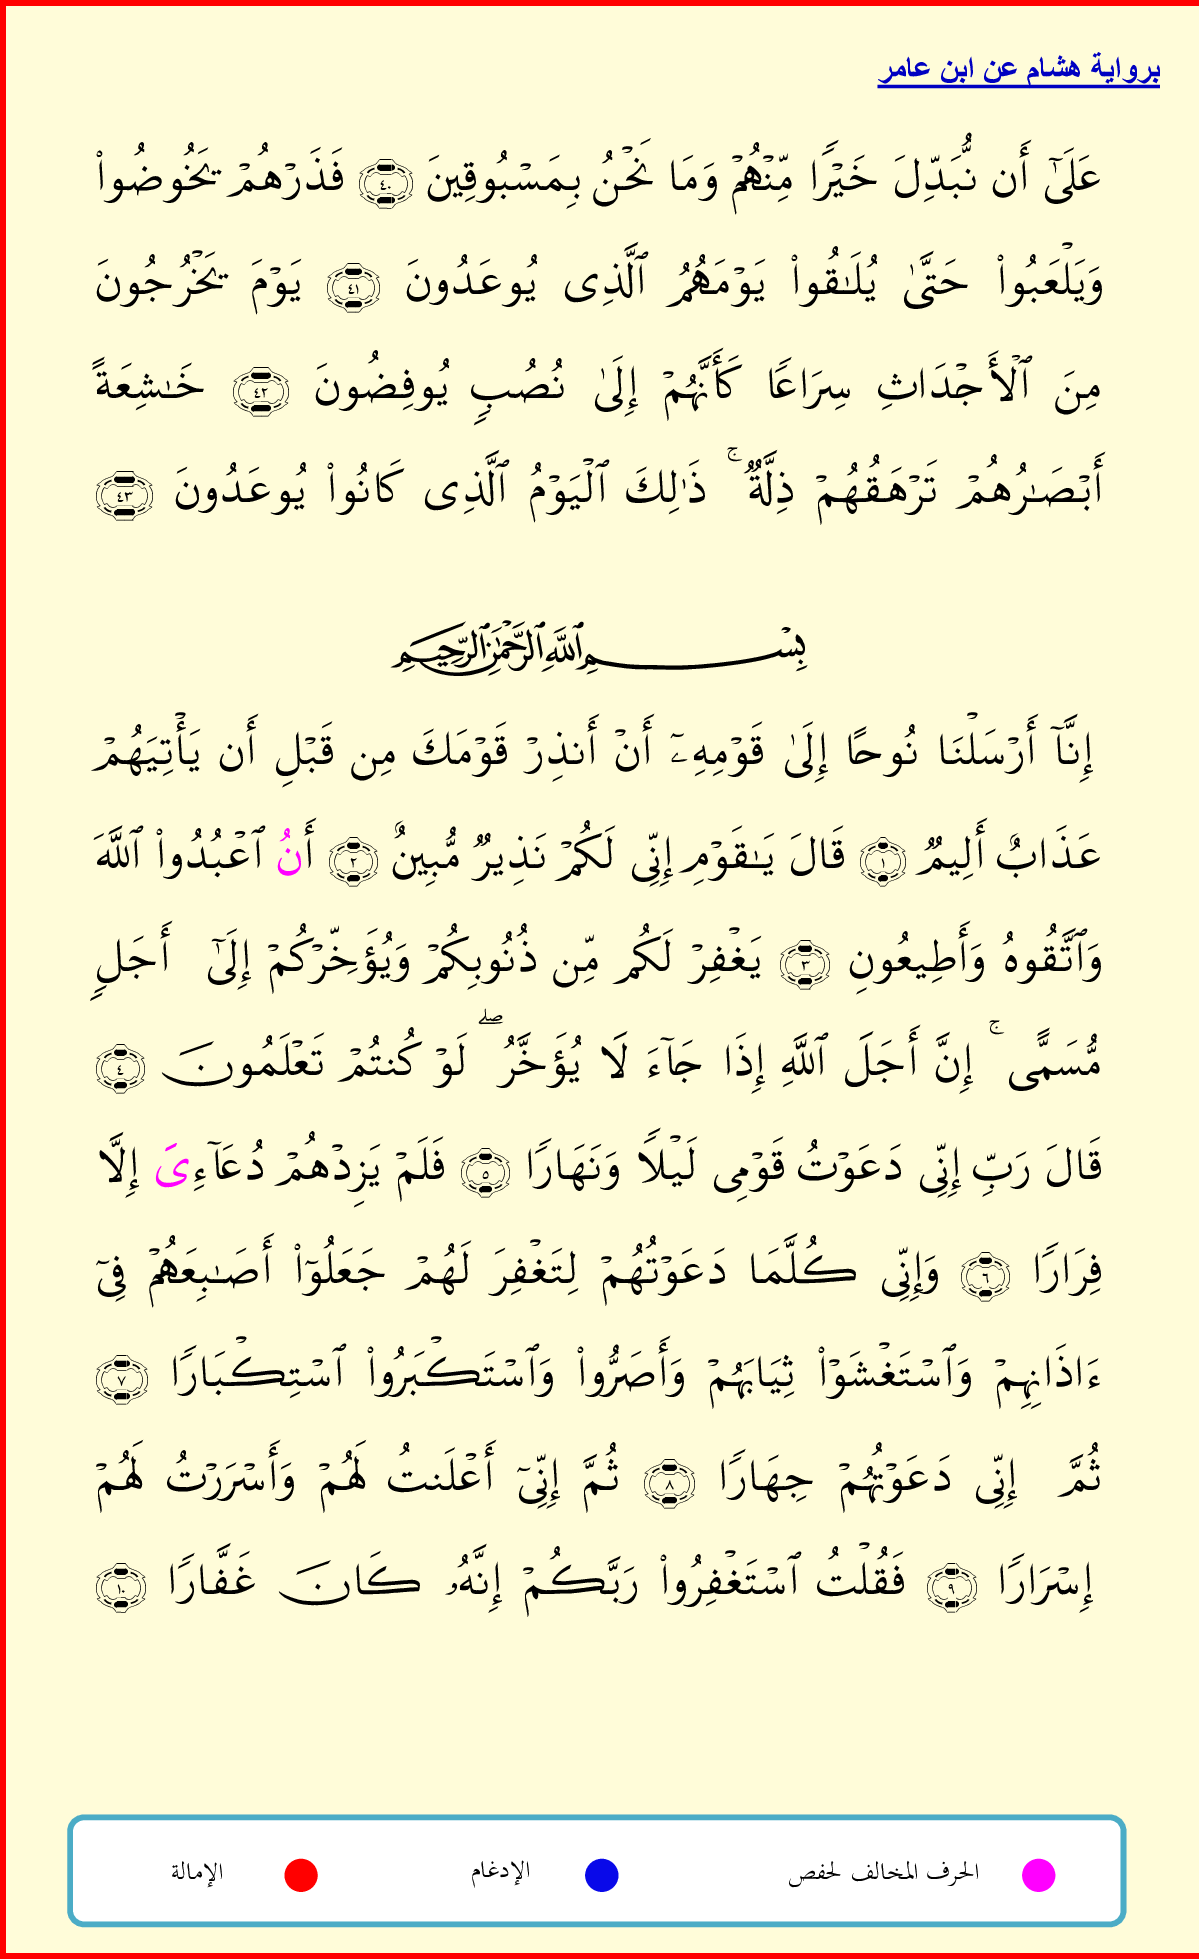 برواية هشام عن ابن عامر
عَلَىٰٓ أَن نُّبَدِّلَ خَيۡرٗا مِّنۡهُمۡ وَمَا نَحۡنُ بِمَسۡبُوقِينَ ٤٠ فَذَرۡهُمۡ يَخُوضُواْ
وَيَلۡعَبُواْ حَتَّىٰ يُلَٰقُواْ يَوۡمَهُمُ ٱلَّذِى يُوعَدُونَ ٤١ يَوۡمَ يَخۡرُجُونَ
مِنَ ٱلۡأَجۡدَاثِ سِرَاعٗا كَأَنَّهُمۡ إِلَىٰ نُصُبٖ يُوفِضُونَ ٤٢ خَٰشِعَةً
أَبۡصَٰرُهُمۡ تَرۡهَقُهُمۡ ذِلَّةٞۚ ذَٰلِكَ ٱلۡيَوۡمُ ٱلَّذِى كَانُواْ يُوعَدُونَ ٤٣
بِسۡمِ ٱللَّهِ ٱلرَّحۡمَٰنِ ٱلرَّحِيمِ
إِنَّآ أَرۡسَلۡنَا نُوحًا إِلَىٰ قَوۡمِهِۦٓ أَنۡ أَنذِرۡ قَوۡمَكَ مِن قَبۡلِ أَن يَأۡتِيَهُمۡ
عَذَابٌ أَلِيمٞ ١ قَالَ يَٰقَوۡمِ إِنِّى لَكُمۡ نَذِيرٞ مُّبِينٌ ٢ أَنُ ٱعۡبُدُواْ ٱللَّهَ
وَٱتَّقُوهُ وَأَطِيعُونِ ٣ يَغۡفِرۡ لَكُم مِّن ذُنُوبِكُمۡ وَيُؤَخِّرۡكُمۡ إِلَىٰٓ أَجَلٖ
مُّسَمًّىۚ إِنَّ أَجَلَ ٱللَّهِ إِذَا جَآءَ لَا يُؤَخَّرُۖ لَوۡ كُنتُمۡ تَعۡلَمُونَ ٤
قَالَ رَبِّ إِنِّى دَعَوۡتُ قَوۡمِى لَيۡلٗا وَنَهَارٗا ٥ فَلَمۡ يَزِدۡهُمۡ دُعَآءِىَ إِلَّا
فِرَارٗا ٦ وَإِنِّى كُلَّمَا دَعَوۡتُهُمۡ لِتَغۡفِرَ لَهُمۡ جَعَلُوٓاْ أَصَٰبِعَهُمۡ فِىٓ
ءَاذَانِهِمۡ وَٱسۡتَغۡشَوۡاْ ثِيَابَهُمۡ وَأَصَرُّواْ وَٱسۡتَكۡبَرُواْ ٱسۡتِكۡبَارٗا ٧
ثُمَّ إِنِّى دَعَوۡتُهُمۡ جِهَارٗا ٨ ثُمَّ إِنِّىٓ أَعۡلَنتُ لَهُمۡ وَأَسۡرَرۡتُ لَهُمۡ
إِسۡرَارٗا ٩ فَقُلۡتُ ٱسۡتَغۡفِرُواْ رَبَّكُمۡ إِنَّهُۥ كَانَ غَفَّارٗا ١٠
الحرف المخالف لحفص الإدغام الإمالة